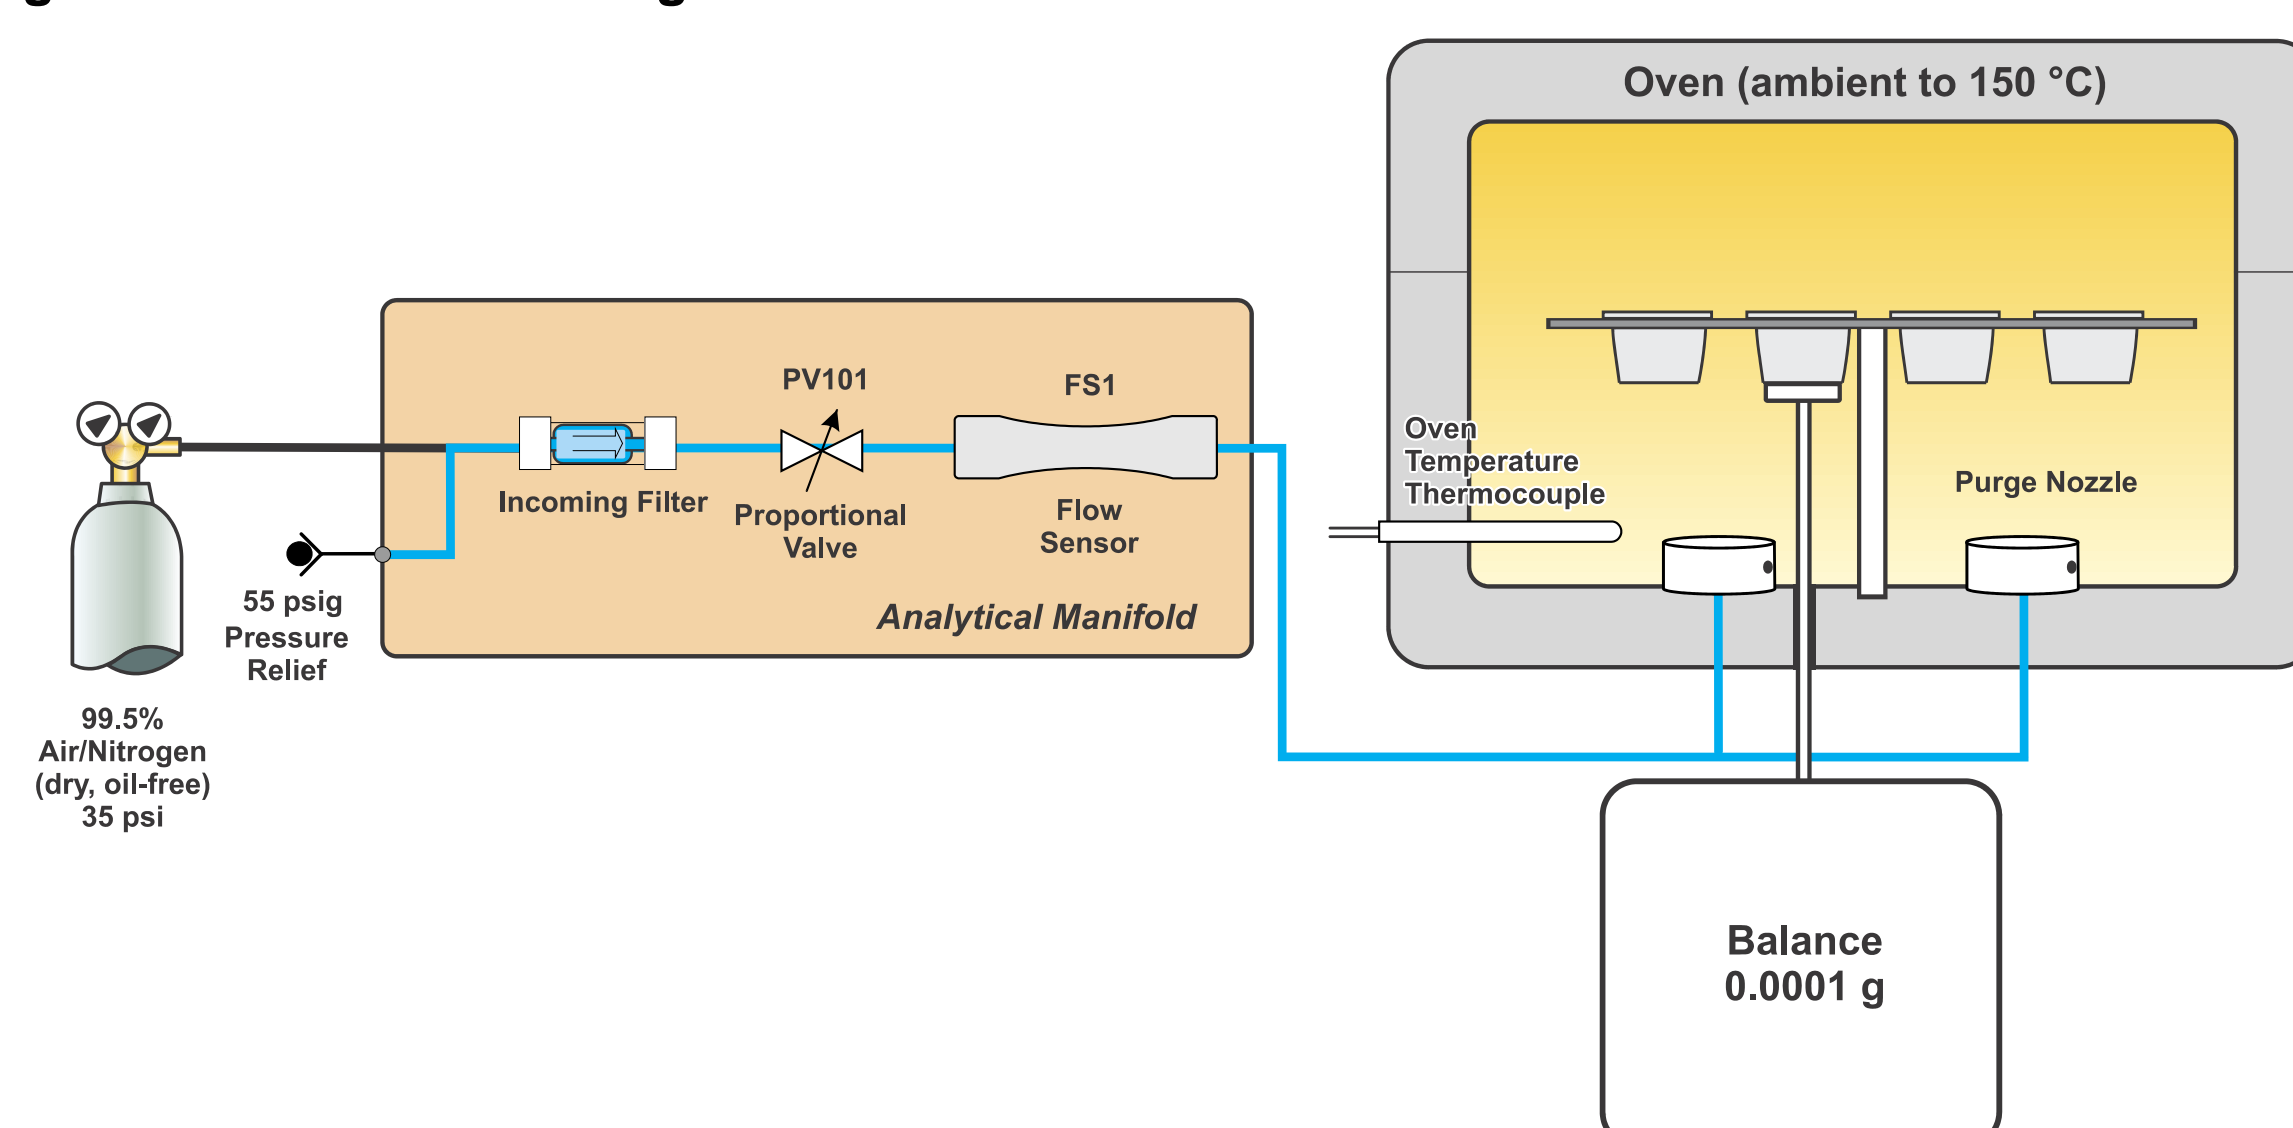 Oven (ambient to 150 °C)
PV101
FS1
Oven
Temperature
Thermocouple
Purge Nozzle
Incoming Filter
Proportional
Valve
Flow
Sensor
Analytical Manifold
55 psig
Pressure
Relief
99.5%
Air/Nitrogen
(dry, oil-free)
35 psi
Balance
0.0001 g